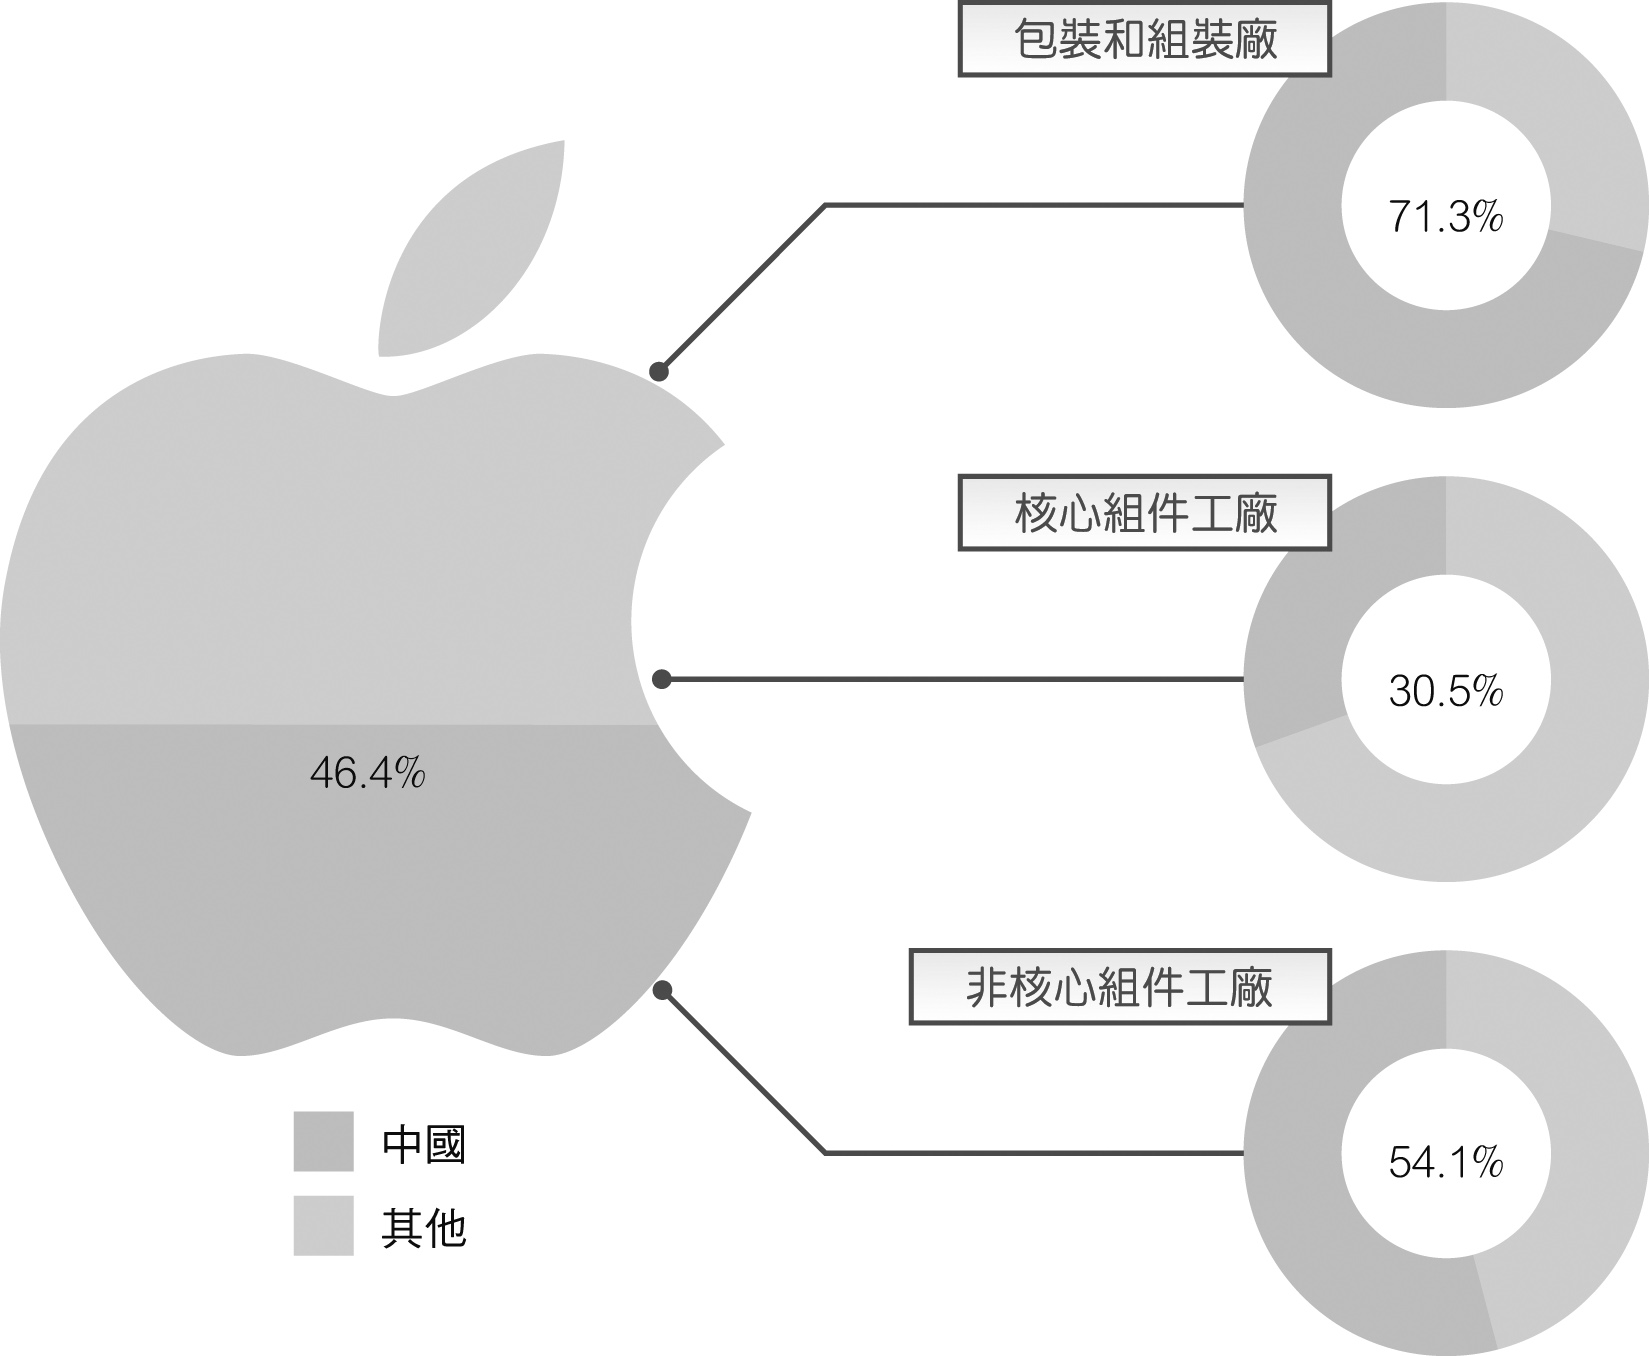 包裝和組裝廠
71.3%
核心組件工廠
30.5%
46.4%
非核心組件工廠
54.1%
中國
其他